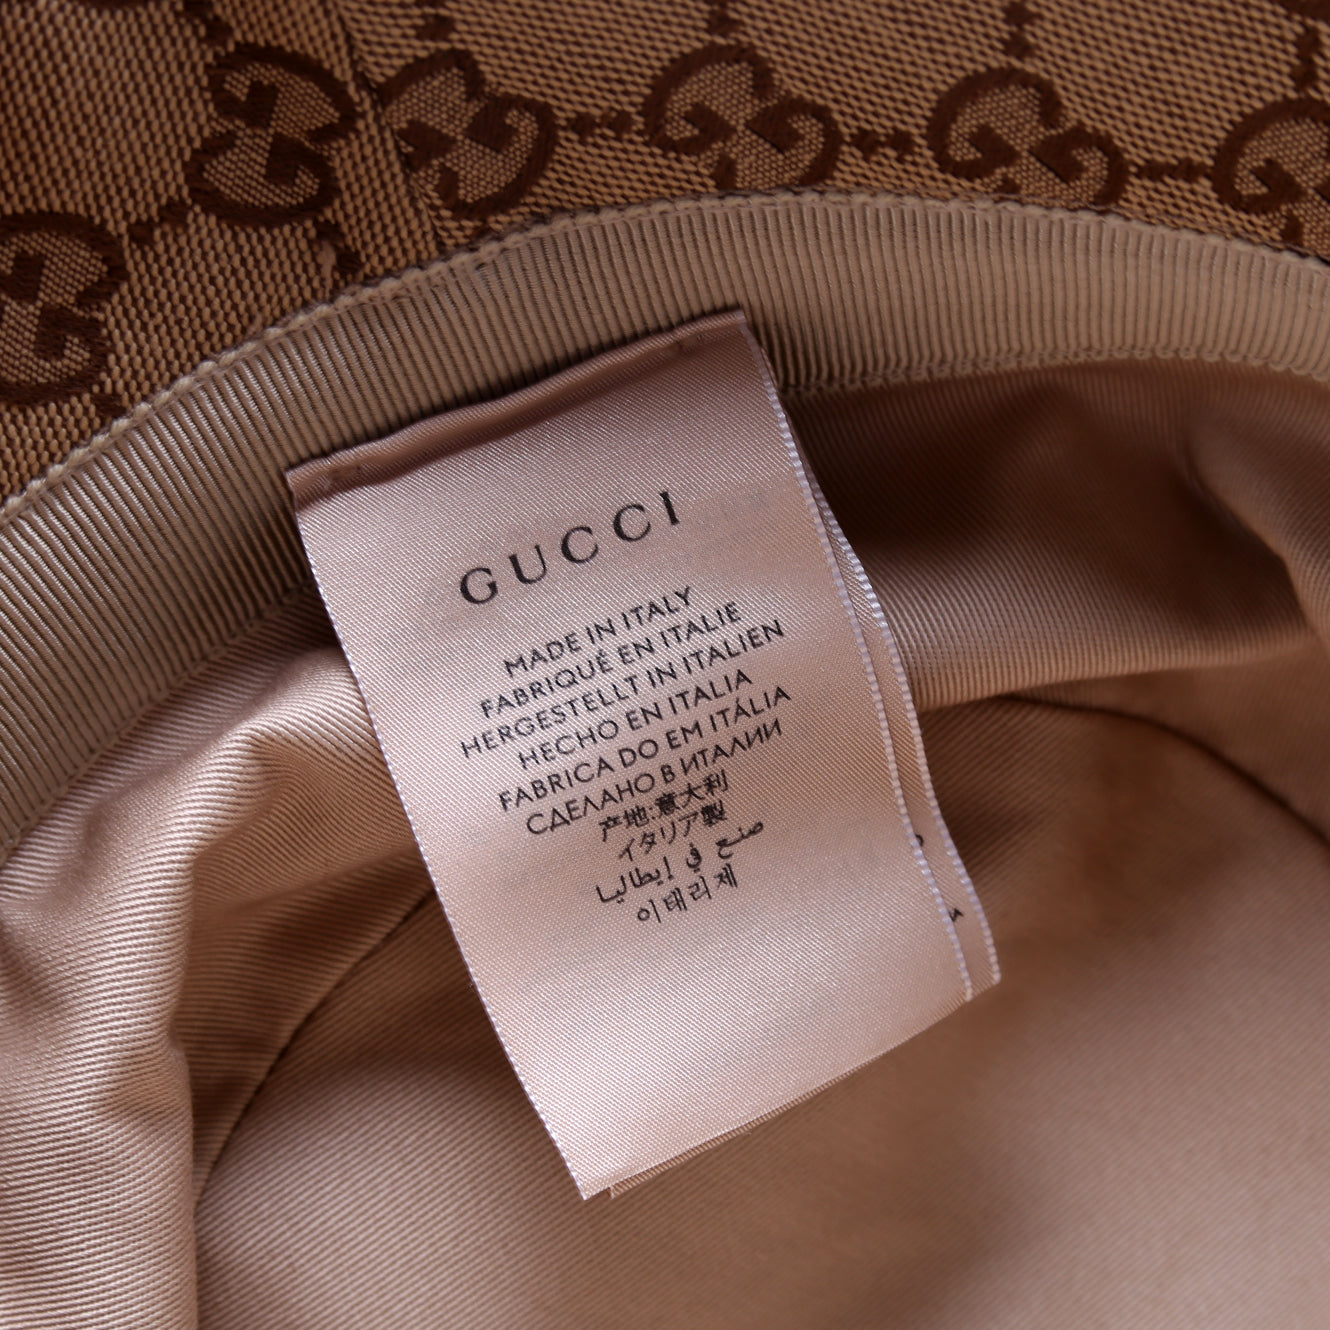 GUCCI
MADE IN ITALY
FABRIQUÉ EN ITALIE
HERGESTELLT IN ITALIEN
HECHO EN ITALIA
FABRICA DO EM ITÁLIA
СДЕЛАНО В ИТАЛИИ
产地:意大利
イタリア製
صنع في إيطاليا
이태리제